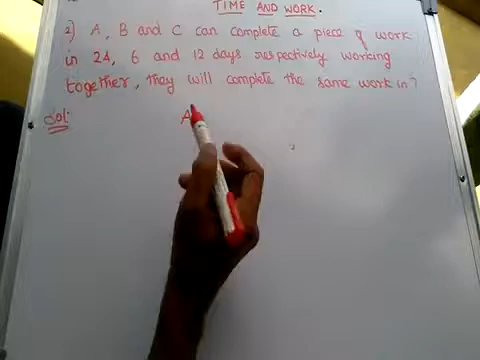 TIME AND WORK.
2) A, B and C can complete a piece of work
in 24, 6 and 12 days respectively working
together, they will complete the same work in?
Sol:
A